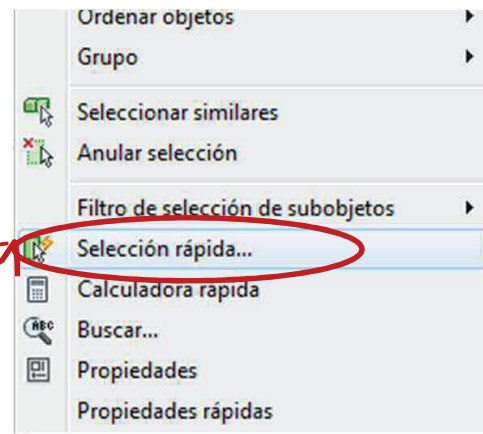 Ordenar objetos
Grupo
Seleccionar similares
Anular selección
Filtro de selección de subobjetos
Selección rápida...
Calculadora rápida
Buscar...
Propiedades
Propiedades rápidas